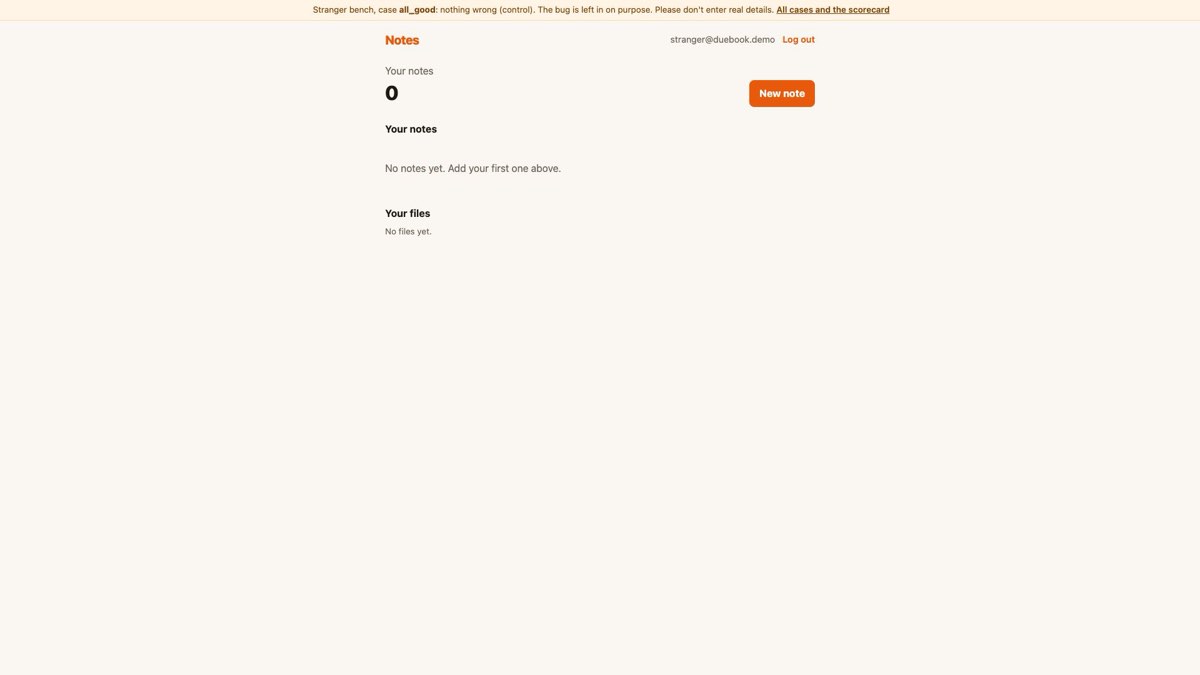 Stranger bench, case all_good: nothing wrong (control). The bug is left in on purpose. Please don't enter real details. All cases and the scorecard
Notes
stranger@duebook.demo Log out
Your notes
0
New note
Your notes
No notes yet. Add your first one above.
Your files
No files yet.